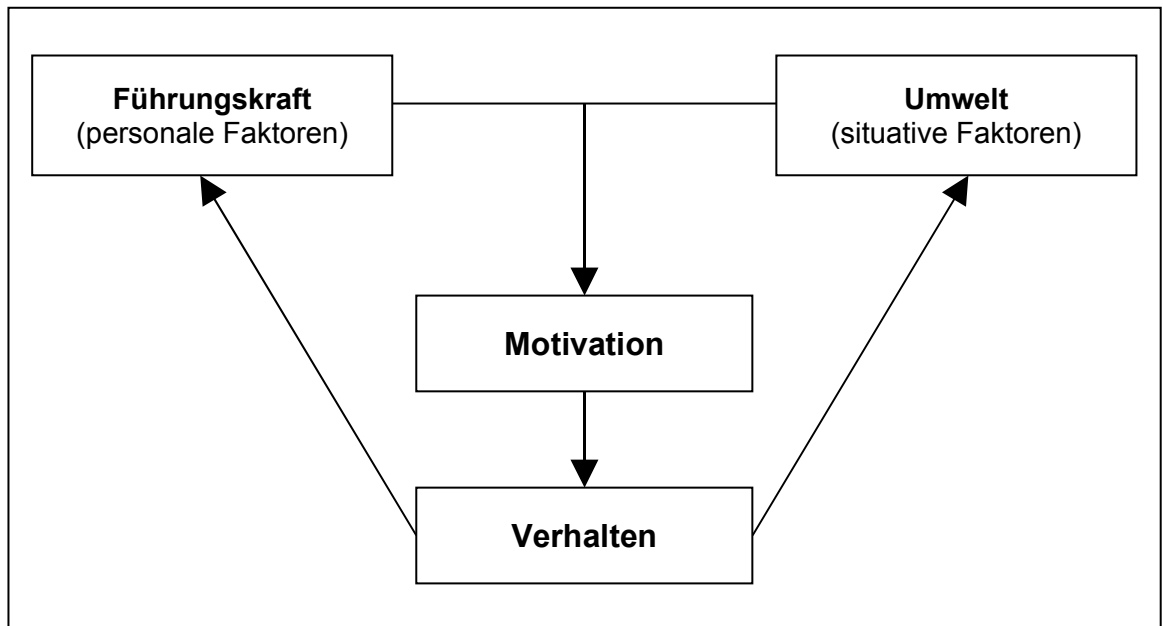 Führungskraft
(personale Faktoren)
Umwelt
(situative Faktoren)
Motivation
Verhalten